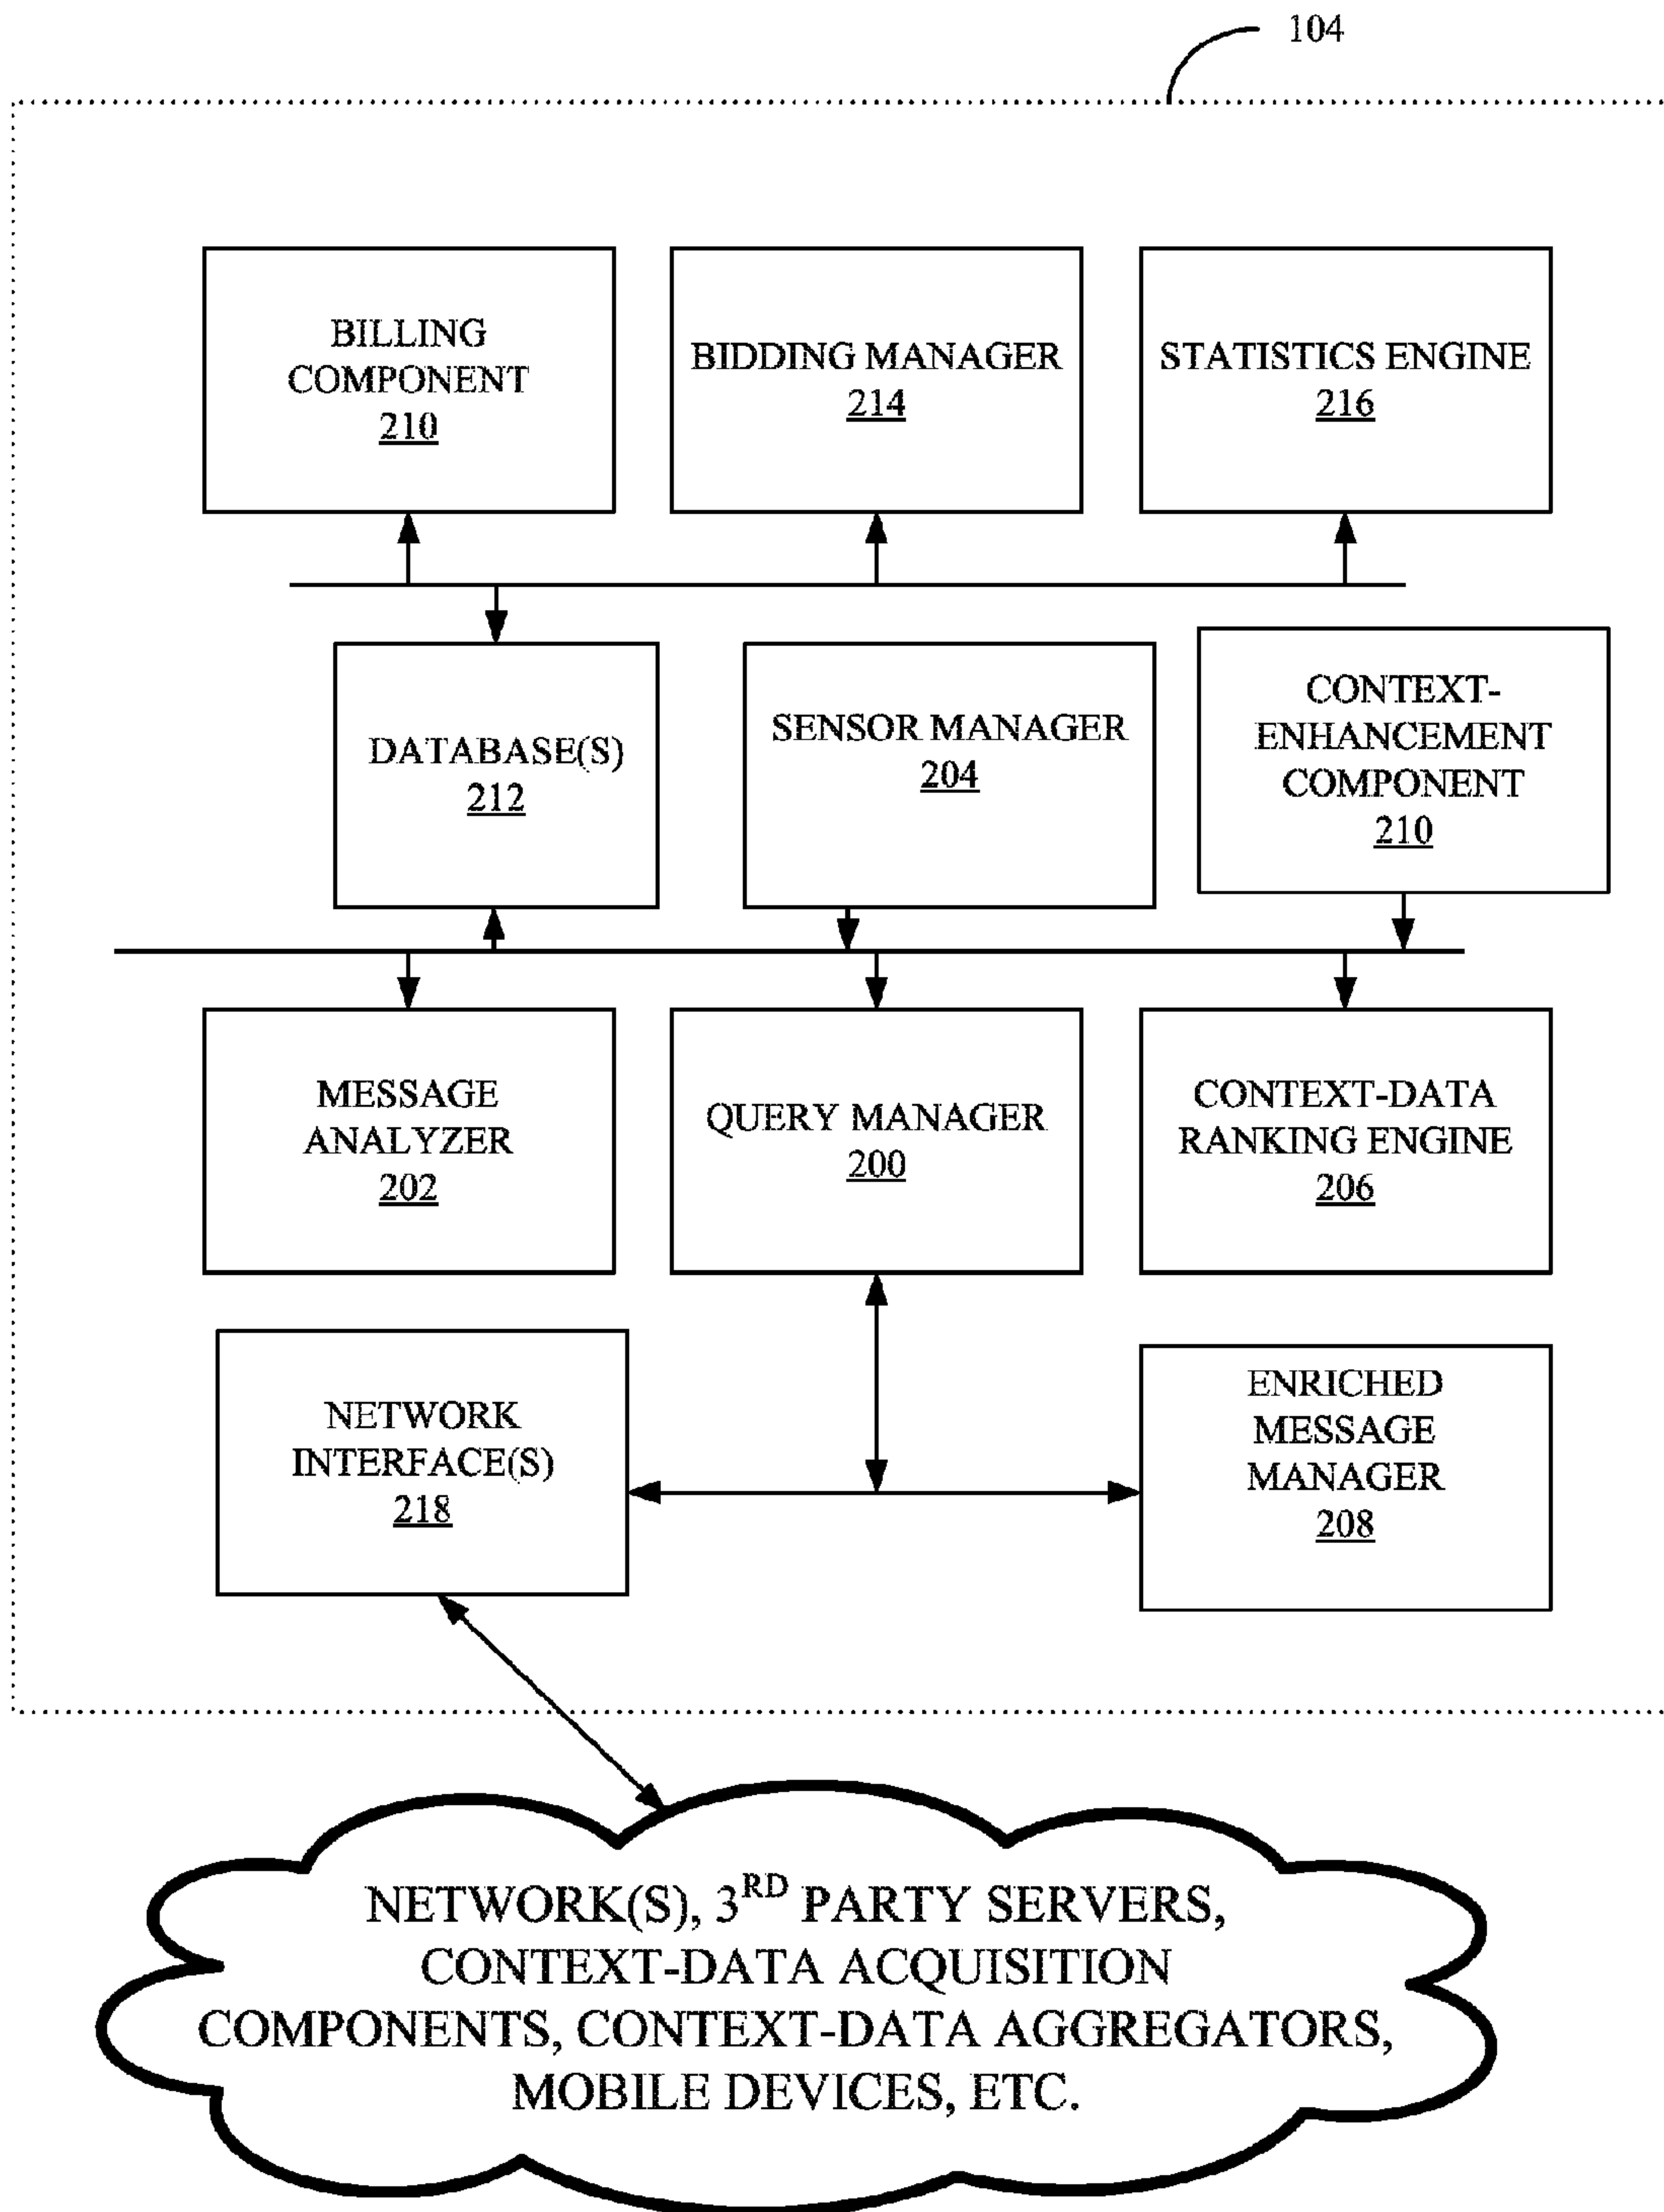 104
BILLING
COMPONENT
210
BIDDING MANAGER
214
STATISTICS ENGINE
216
DATABASE(S)
212
SENSOR MANAGER
204
CONTEXT-
ENHANCEMENT
COMPONENT
210
MESSAGE
ANALYZER
202
QUERY MANAGER
200
CONTEXT-DATA
RANKING ENGINE
206
NETWORK
INTERFACE(S)
218
ENRICHED
MESSAGE
MANAGER
208
NETWORK(S), 3RD PARTY SERVERS,
CONTEXT-DATA ACQUISITION
COMPONENTS, CONTEXT-DATA AGGREGATORS,
MOBILE DEVICES, ETC.